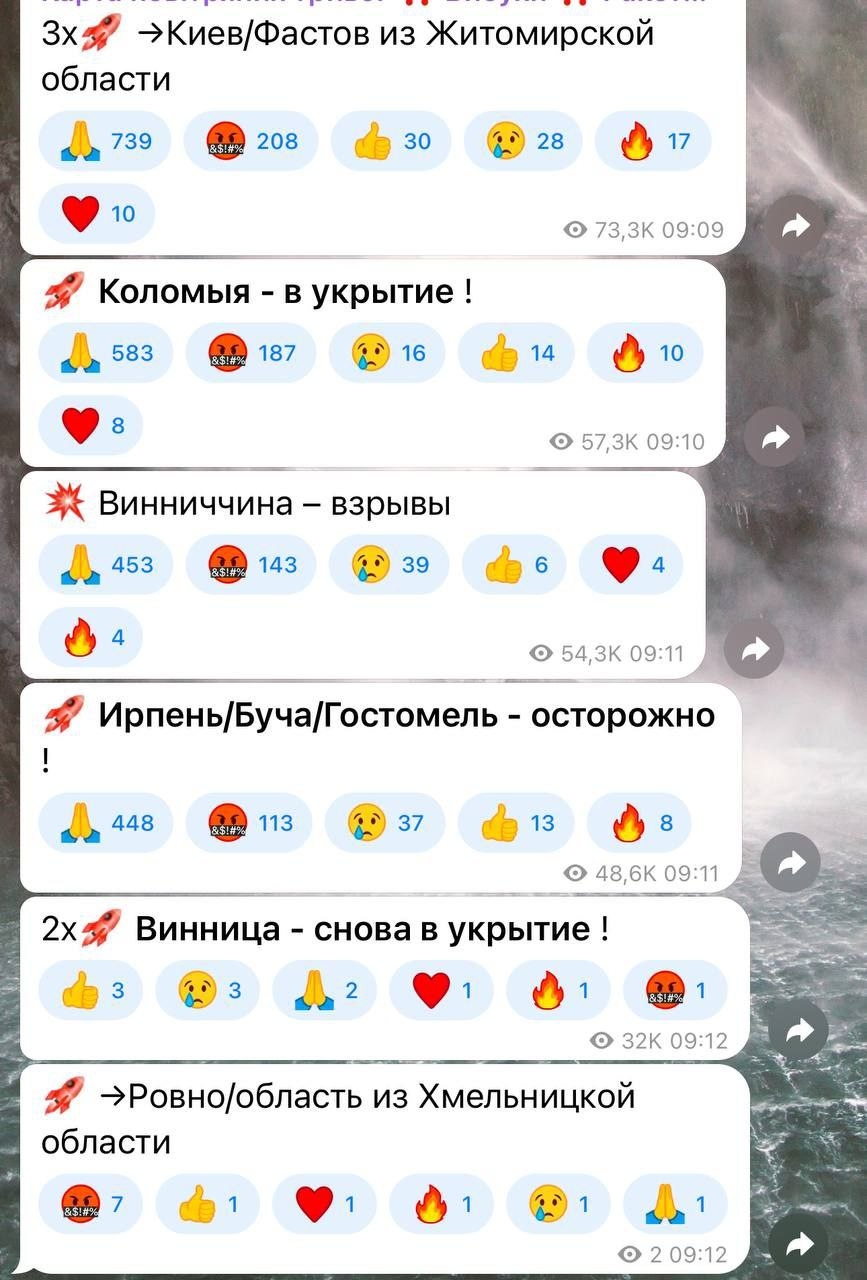 3х🚀 →Киев/Фастов из Житомирской
области
🙏 739 🤬 208 👍 30 😢 28 🔥 17
❤️ 10
73,3K 09:09
🚀 Коломыя - в укрытие !
🙏 583 🤬 187 😢 16 👍 14 🔥 10
❤️ 8
57,3K 09:10
💥 Винниччина – взрывы
🙏 453 🤬 143 😢 39 👍 6 ❤️ 4
🔥 4
54,3K 09:11
🚀 Ирпень/Буча/Гостомель - осторожно
!
🙏 448 🤬 113 😢 37 👍 13 🔥 8
48,6K 09:11
2х🚀 Винница - снова в укрытие !
👍 3 😢 3 🙏 2 ❤️ 1 🔥 1 🤬 1
32K 09:12
🚀 →Ровно/область из Хмельницкой
области
🤬 7 👍 1 ❤️ 1 🔥 1 😢 1 🙏 1
2 09:12